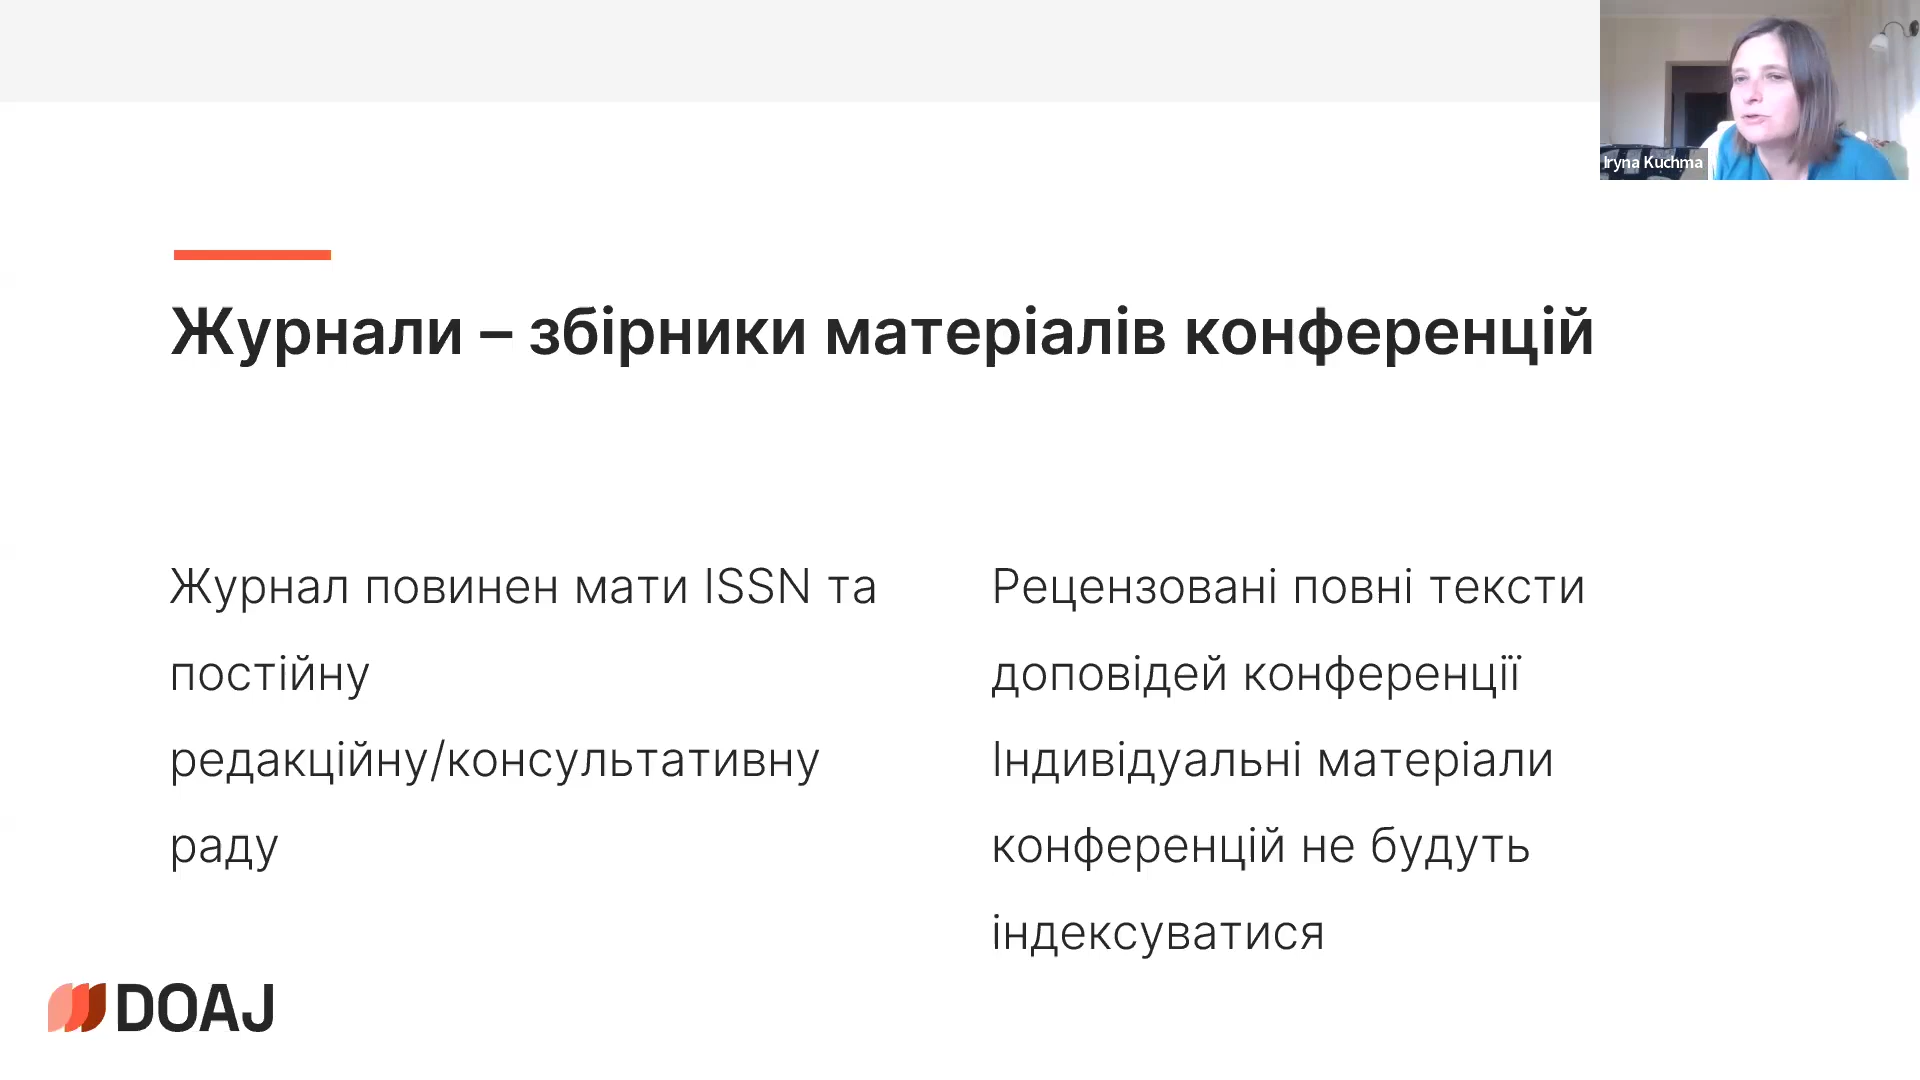 Iryna Kuchma
Журнали – збірники матеріалів конференцій
Журнал повинен мати ISSN та
постійну
редакційну/консультативну
раду
Рецензовані повні тексти
доповідей конференції
Індивідуальні матеріали
конференцій не будуть
індексуватися
DOAJ